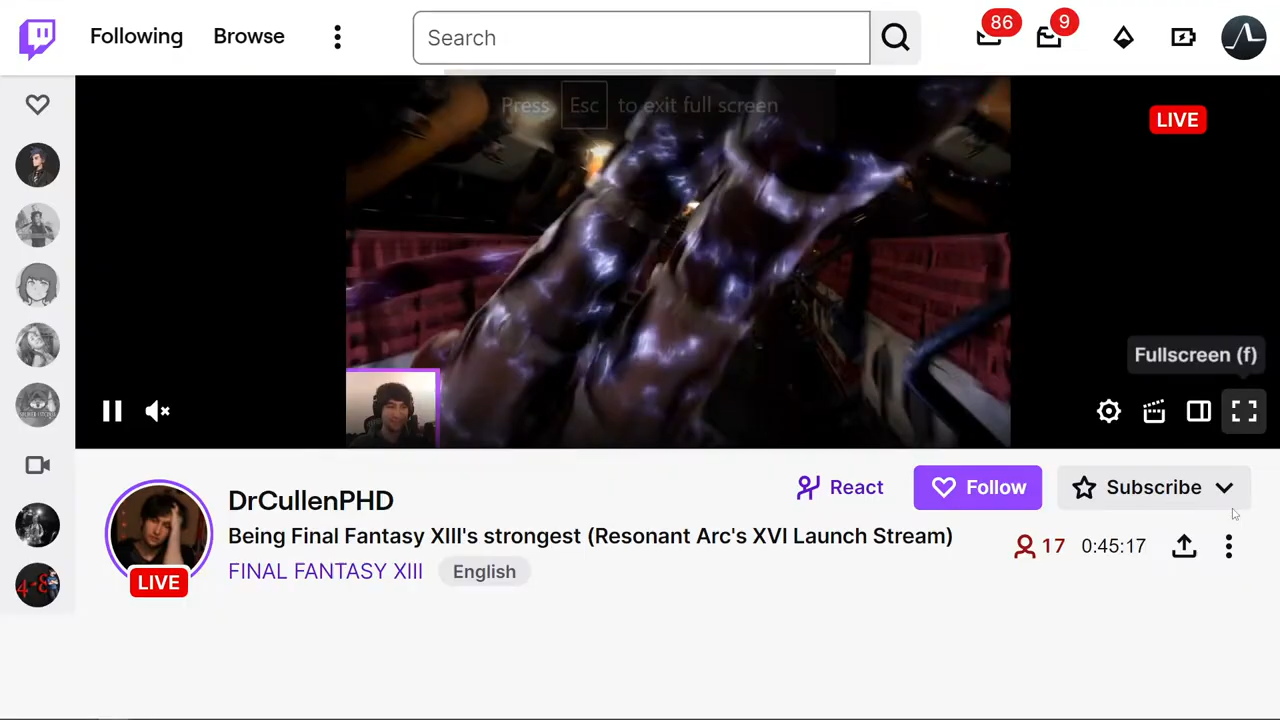 Following Browse
Search
86
9
Press Esc to exit full screen
LIVE
Fullscreen (f)
DrCullenPHD
React
Follow
Subscribe
Being Final Fantasy XIII's strongest (Resonant Arc's XVI Launch Stream)
17 0:45:17
FINAL FANTASY XIII English
LIVE